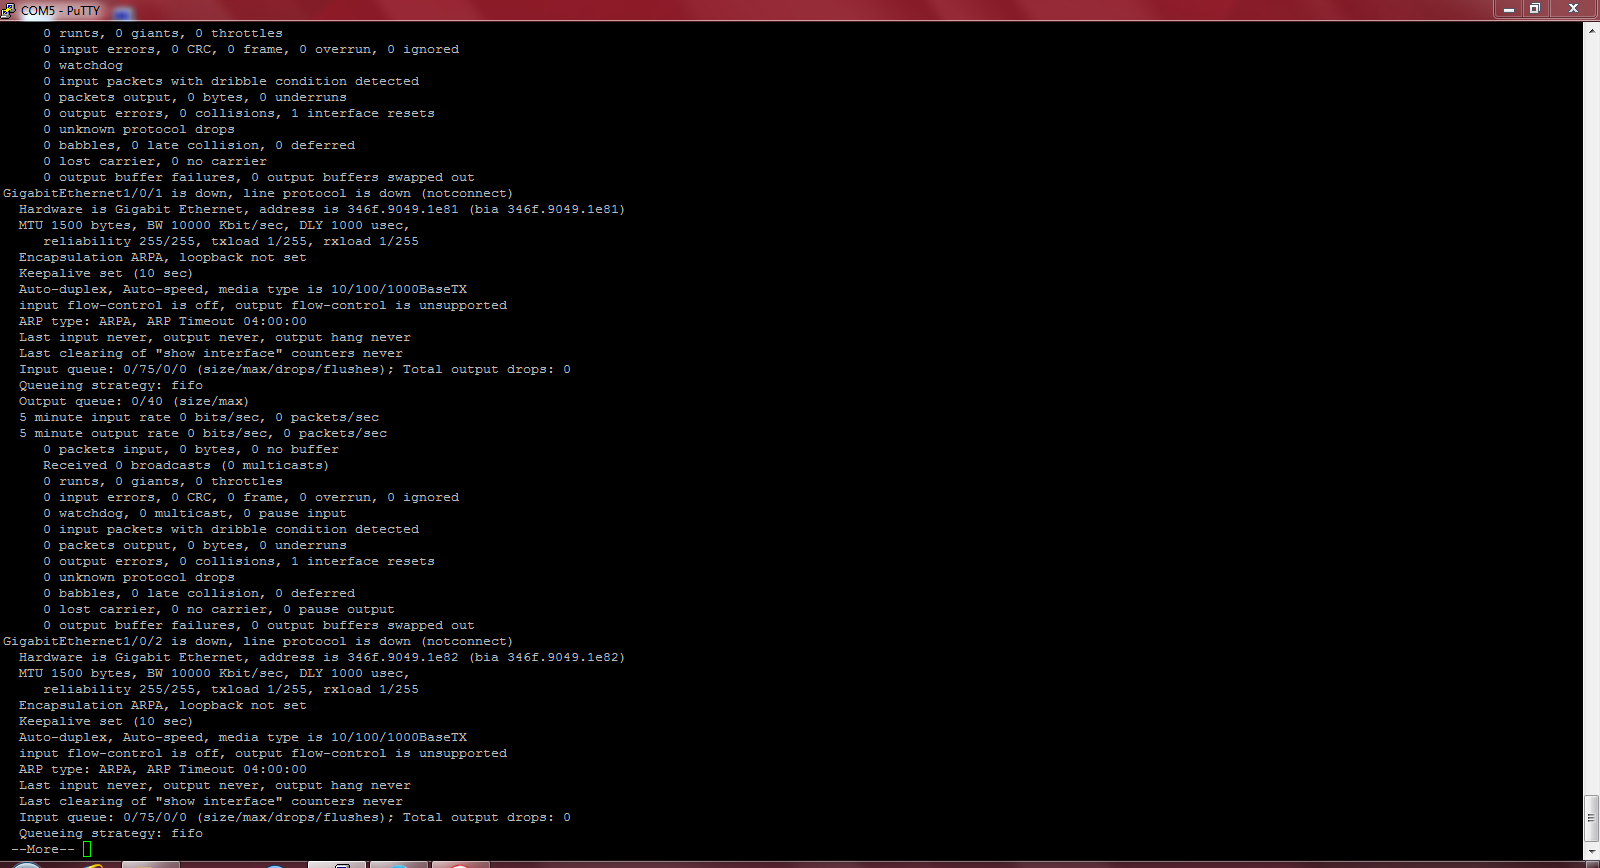 COM5 - PuTTY
0 runts, 0 giants, 0 throttles
0 input errors, 0 CRC, 0 frame, 0 overrun, 0 ignored
0 watchdog
0 input packets with dribble condition detected
0 packets output, 0 bytes, 0 underruns
0 output errors, 0 collisions, 1 interface resets
0 unknown protocol drops
0 babbles, 0 late collision, 0 deferred
0 lost carrier, 0 no carrier
0 output buffer failures, 0 output buffers swapped out
GigabitEthernet1/0/1 is down, line protocol is down (notconnect)
Hardware is Gigabit Ethernet, address is 346f.9049.1e81 (bia 346f.9049.1e81)
MTU 1500 bytes, BW 10000 Kbit/sec, DLY 1000 usec,
reliability 255/255, txload 1/255, rxload 1/255
Encapsulation ARPA, loopback not set
Keepalive set (10 sec)
Auto-duplex, Auto-speed, media type is 10/100/1000BaseTX
input flow-control is off, output flow-control is unsupported
ARP type: ARPA, ARP Timeout 04:00:00
Last input never, output never, output hang never
Last clearing of "show interface" counters never
Input queue: 0/75/0/0 (size/max/drops/flushes); Total output drops: 0
Queueing strategy: fifo
Output queue: 0/40 (size/max)
5 minute input rate 0 bits/sec, 0 packets/sec
5 minute output rate 0 bits/sec, 0 packets/sec
0 packets input, 0 bytes, 0 no buffer
Received 0 broadcasts (0 multicasts)
0 runts, 0 giants, 0 throttles
0 input errors, 0 CRC, 0 frame, 0 overrun, 0 ignored
0 watchdog, 0 multicast, 0 pause input
0 input packets with dribble condition detected
0 packets output, 0 bytes, 0 underruns
0 output errors, 0 collisions, 1 interface resets
0 unknown protocol drops
0 babbles, 0 late collision, 0 deferred
0 lost carrier, 0 no carrier, 0 pause output
0 output buffer failures, 0 output buffers swapped out
GigabitEthernet1/0/2 is down, line protocol is down (notconnect)
Hardware is Gigabit Ethernet, address is 346f.9049.1e82 (bia 346f.9049.1e82)
MTU 1500 bytes, BW 10000 Kbit/sec, DLY 1000 usec,
reliability 255/255, txload 1/255, rxload 1/255
Encapsulation ARPA, loopback not set
Keepalive set (10 sec)
Auto-duplex, Auto-speed, media type is 10/100/1000BaseTX
input flow-control is off, output flow-control is unsupported
ARP type: ARPA, ARP Timeout 04:00:00
Last input never, output never, output hang never
Last clearing of "show interface" counters never
Input queue: 0/75/0/0 (size/max/drops/flushes); Total output drops: 0
Queueing strategy: fifo
--More--